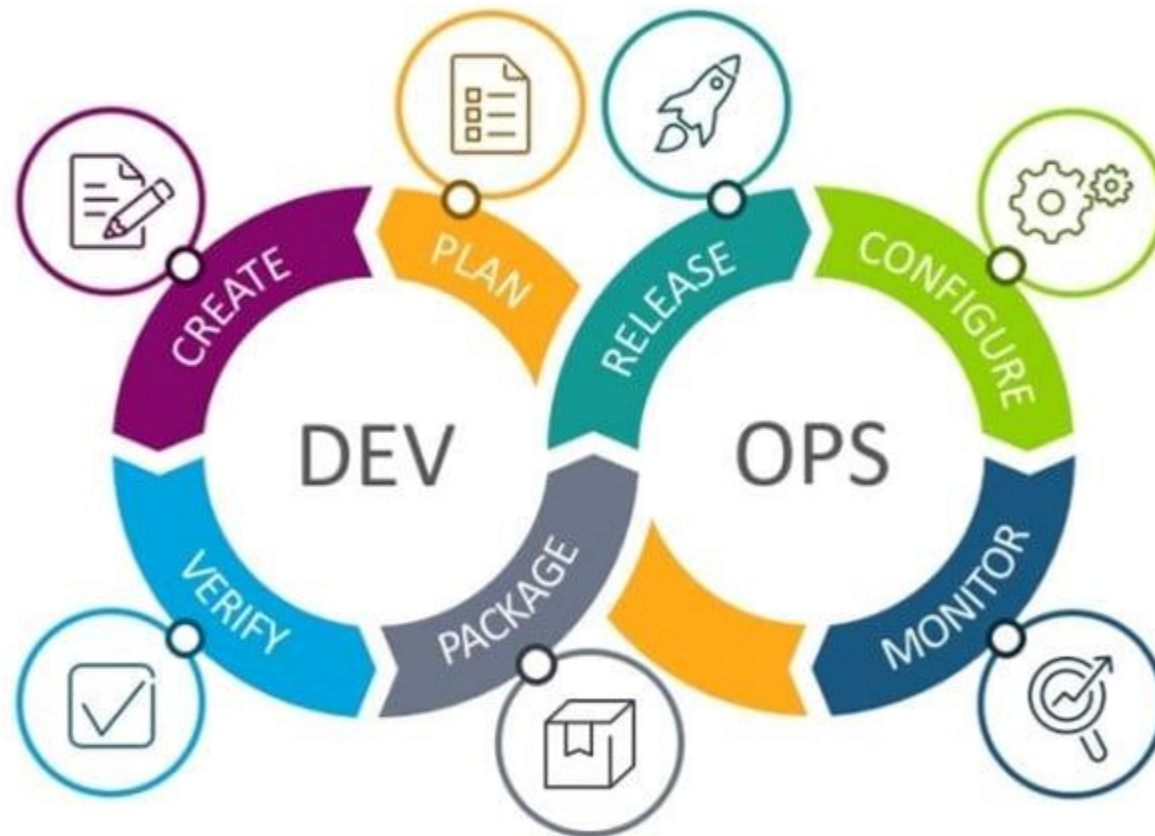 PLAN
CREATE
VERIFY
PACKAGE
RELEASE
CONFIGURE
MONITOR
DEV
OPS